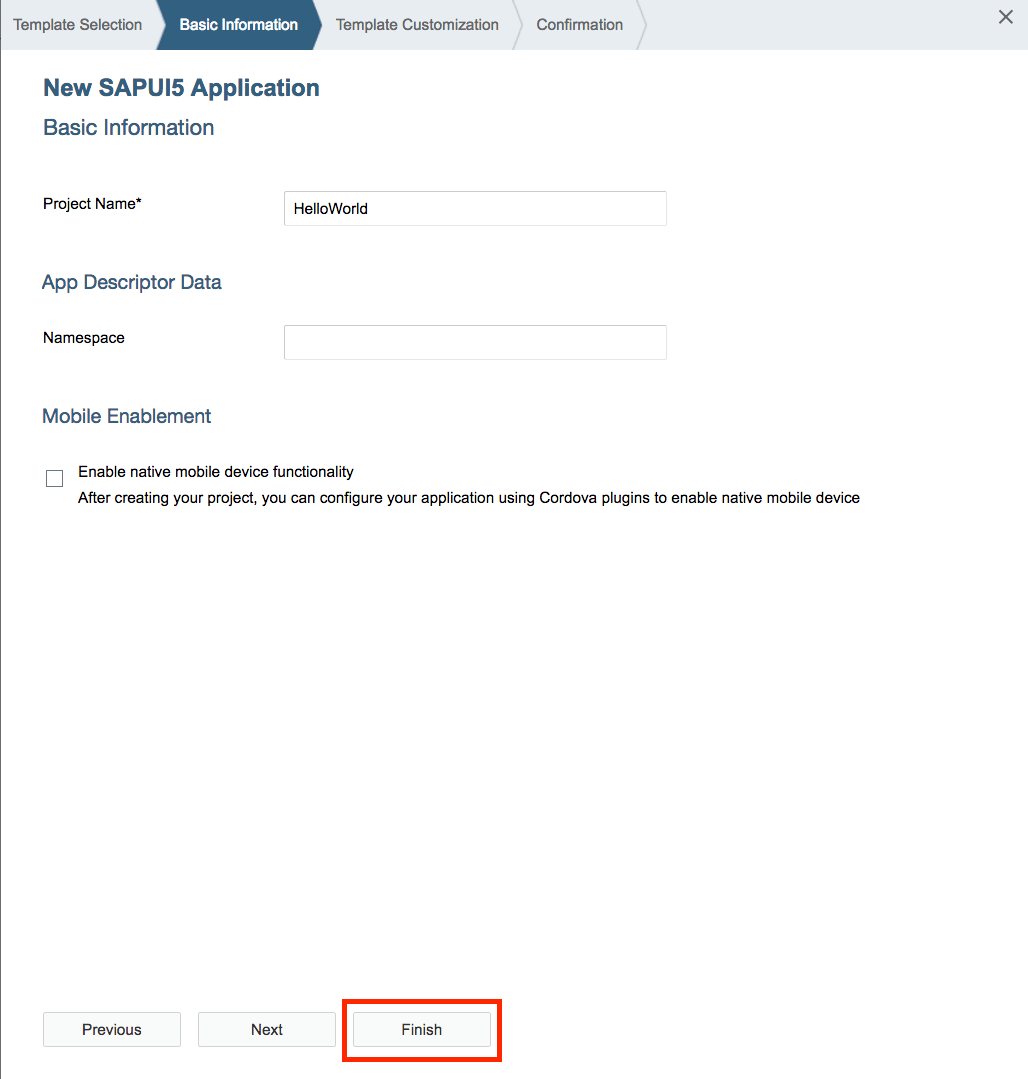 Template Selection
Basic Information
Template Customization
Confirmation
New SAPUI5 Application
Basic Information
Project Name*
HelloWorld
App Descriptor Data
Namespace
Mobile Enablement
Enable native mobile device functionality
After creating your project, you can configure your application using Cordova plugins to enable native mobile device
Previous
Next
Finish